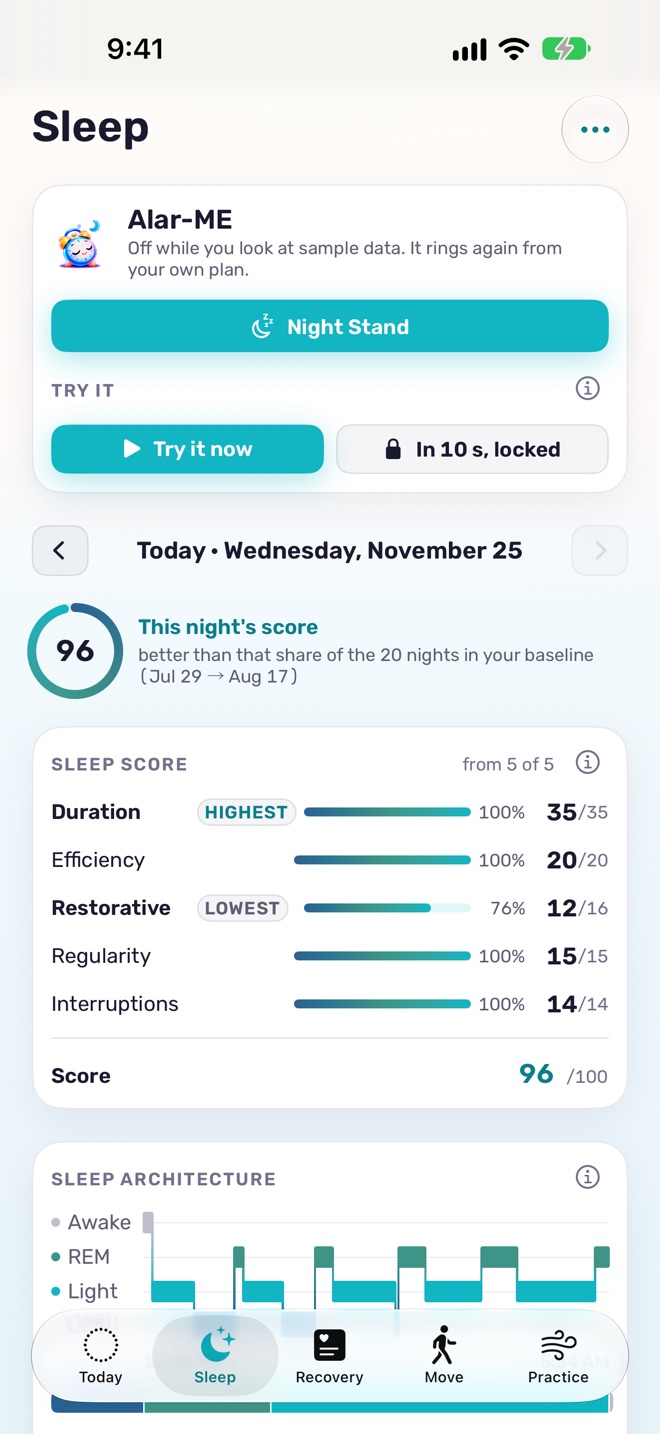 9:41
Sleep
Alar-ME
Off while you look at sample data. It rings again from
your own plan.
Night Stand
TRY IT
Try it now
In 10 s, locked
Today • Wednesday, November 25
96
This night's score
better than that share of the 20 nights in your baseline
(Jul 29 → Aug 17)
SLEEP SCORE from 5 of 5
Duration HIGHEST 100% 35/35
Efficiency 100% 20/20
Restorative LOWEST 76% 12/16
Regularity 100% 15/15
Interruptions 100% 14/14
Score 96 /100
SLEEP ARCHITECTURE
Awake
REM
Light
Today Sleep Recovery Move Practice